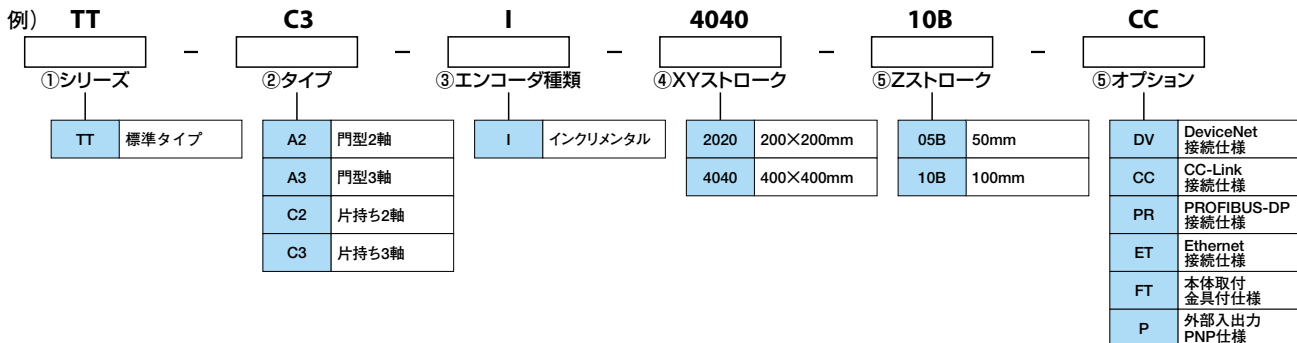 例) TT C3 I 4040 10B CC
－ － － － －
①シリーズ ②タイプ ③エンコーダ種類 ④XYストローク ⑤Zストローク ⑤オプション
TT 標準タイプ
A2 門型2軸
A3 門型3軸
C2 片持ち2軸
C3 片持ち3軸
I インクリメンタル
2020 200×200mm
4040 400×400mm
05B 50mm
10B 100mm
DV DeviceNet
接続仕様
CC CC-Link
接続仕様
PR PROFIBUS-DP
接続仕様
ET Ethernet
接続仕様
FT 本体取付
金具付仕様
P 外部入出力
PNP仕様